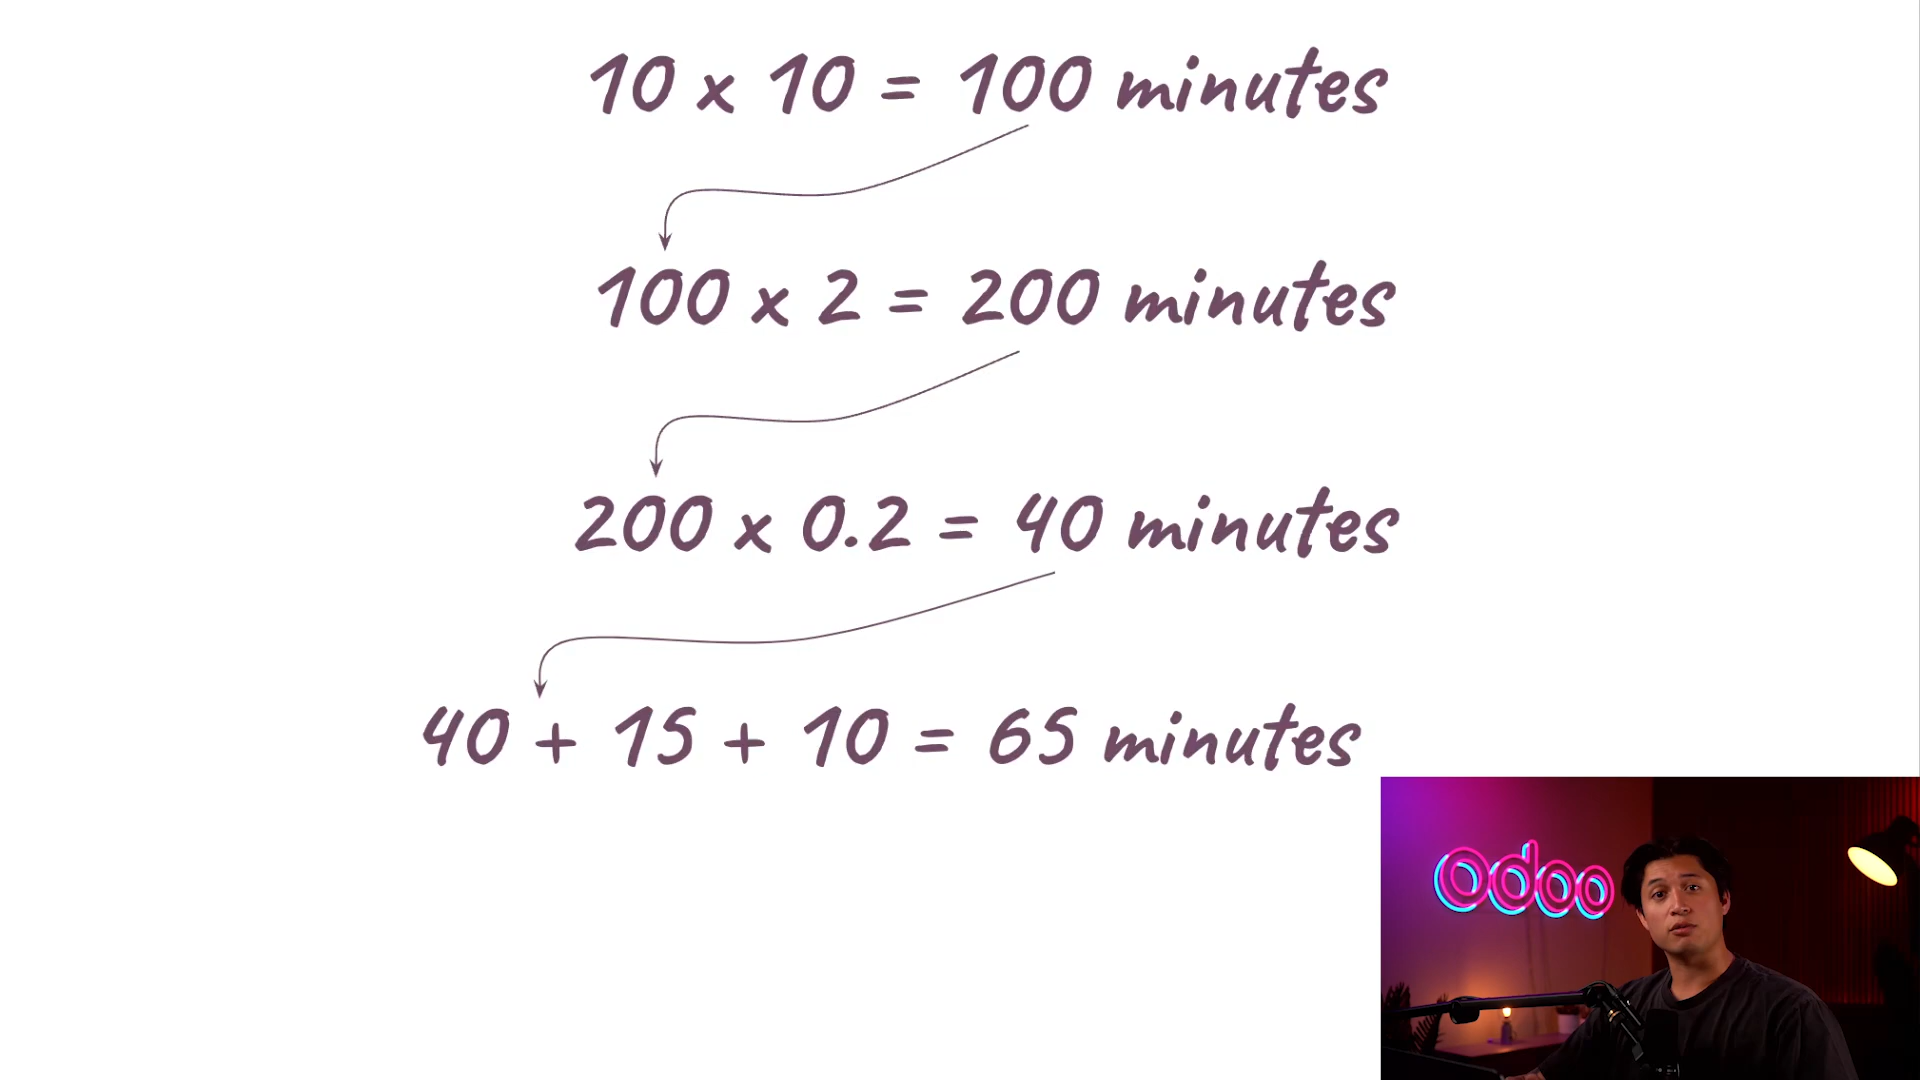 10 x 10 = 100 minutes
100 x 2 = 200 minutes
200 x 0.2 = 40 minutes
40 + 15 + 10 = 65 minutes
odoo